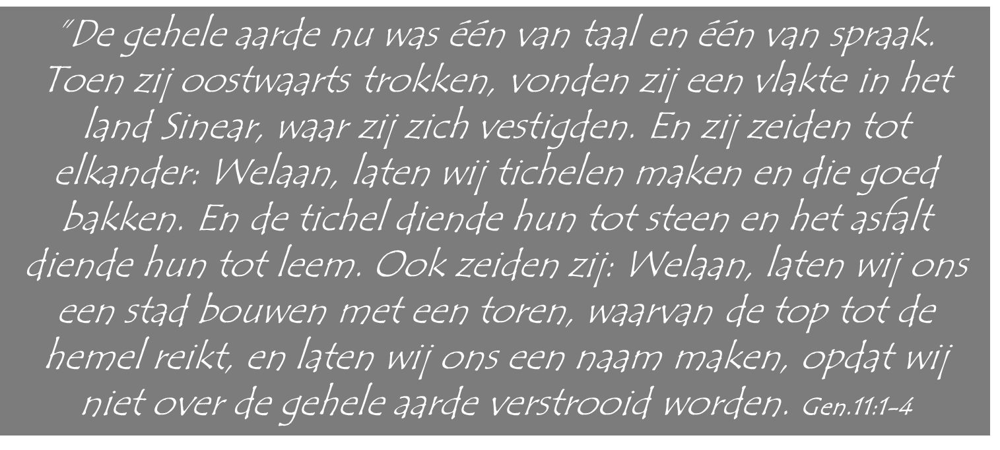 “De gehele aarde nu was één van taal en één van spraak.
Toen zij oostwaarts trokken, vonden zij een vlakte in het
land Sinear, waar zij zich vestigden. En zij zeiden tot
elkander: Welaan, laten wij tichelen maken en die goed
bakken. En de tichel diende hun tot steen en het asfalt
diende hun tot leem. Ook zeiden zij: Welaan, laten wij ons
een stad bouwen met een toren, waarvan de top tot de
hemel reikt, en laten wij ons een naam maken, opdat wij
niet over de gehele aarde verstrooid worden. Gen.11:1-4